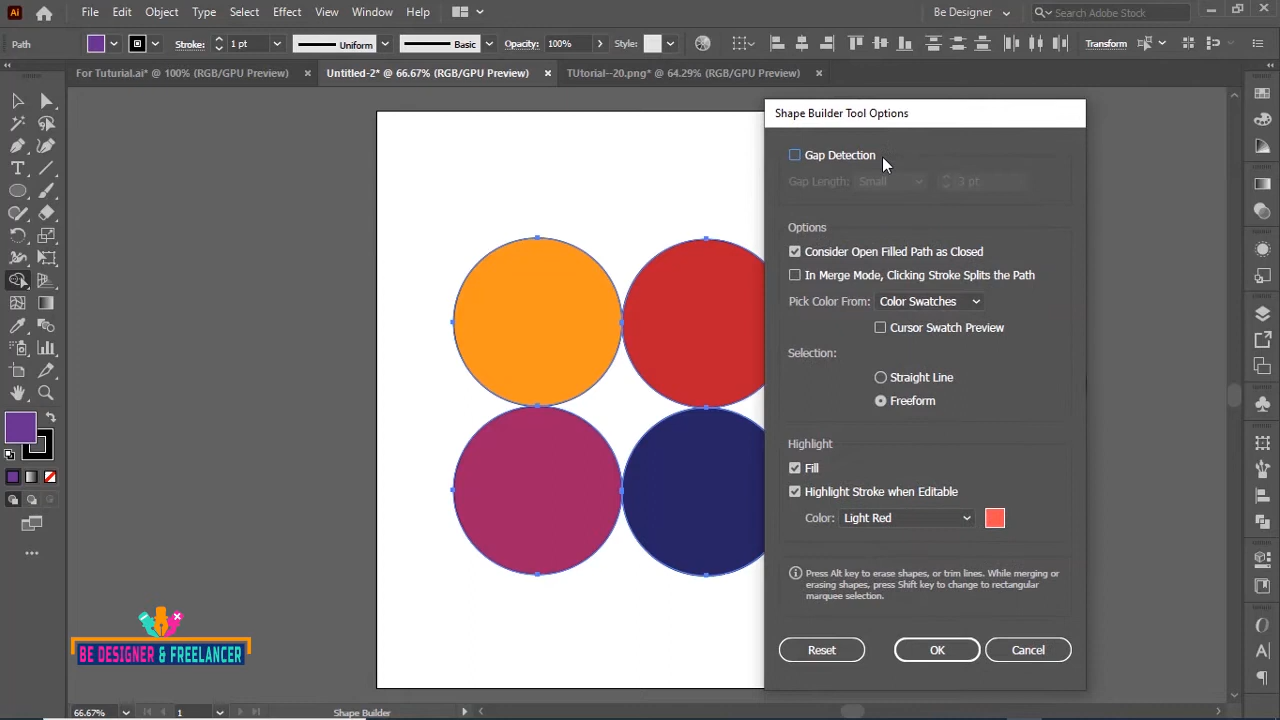 Ai File Edit Object Type Select Effect View Window Help Be Designer Search Adobe Stock
Path Stroke: 1 pt Uniform Basic Opacity: 100% Style: Transform
For Tuturial.ai* @ 100% (RGB/GPU Preview) × Untitled-2* @ 66.67% (RGB/GPU Preview) × TUtorial--20.png* @ 64.29% (RGB/GPU Preview) ×
Shape Builder Tool Options
Gap Detection
Gap Length: Small 3 pt
Options
Consider Open Filled Path as Closed
In Merge Mode, Clicking Stroke Splits the Path
Pick Color From: Color Swatches
Cursor Swatch Preview
Selection:
Straight Line
Freeform
Highlight
Fill
Highlight Stroke when Editable
Color: Light Red
Press Alt key to erase shapes, or trim lines. While merging or
erasing shapes, press Shift key to change to rectangular
marquee selection.
Reset OK Cancel
BE DESIGNER & FREELANCER
66.67% 1 Shape Builder